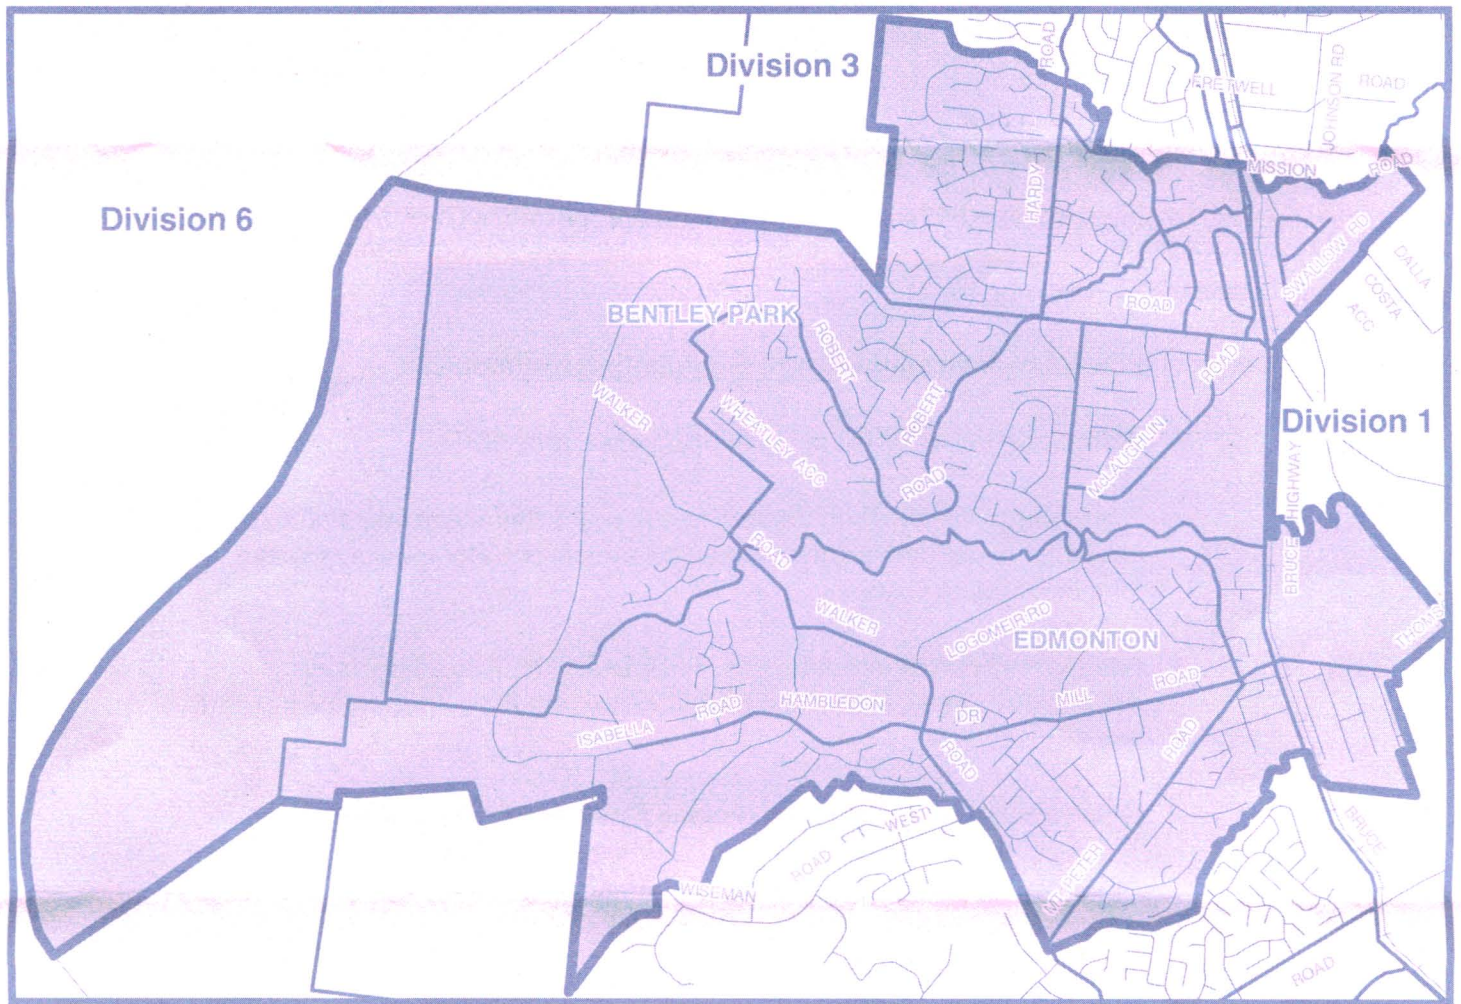 Division 3
ROAD
FRETWELL
ROAD
JOHNSON RD
MISSION
ROAD
Division 6
HARDY
SWALLOW RD
DALLA
COSTA
ACC
ROAD
BENTLEY PARK
ROBERT
ROAD
WALKER
WHEATLEY ACC
ROBERT
Division 1
McLAUGHLIN
ROAD
BRUCE HIGHWAY
ROAD
WALKER
LOGOMEIR RD
EDMONTON
THOMS
ROAD
MILL
HAMBLEDON
DR
ROAD
ISABELLA
ROAD
ROAD
WEST
BRUCE
ROAD
WISEMAN
MT PETER
ROAD